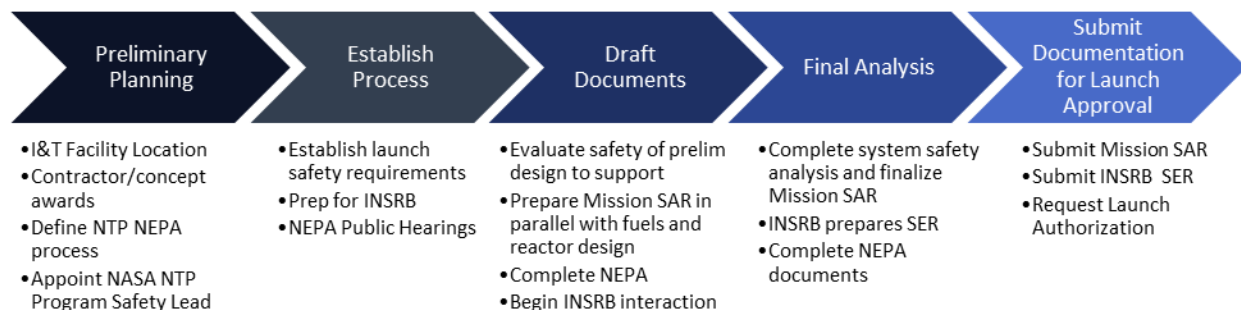 Preliminary
Planning
Establish
Process
Draft
Documents
Final Analysis
Submit
Documentation
for Launch
Approval
•I&T Facility Location
•Contractor/concept
awards
•Define NTP NEPA
process
•Appoint NASA NTP
Program Safety Lead
•Establish launch
safety requirements
•Prep for INSRB
•NEPA Public Hearings
•Evaluate safety of prelim
design to support
•Prepare Mission SAR in
parallel with fuels and
reactor design
•Complete NEPA
•Begin INSRB interaction
•Complete system safety
analysis and finalize
Mission SAR
•INSRB prepares SER
•Complete NEPA
documents
•Submit Mission SAR
•Submit INSRB SER
•Request Launch
Authorization